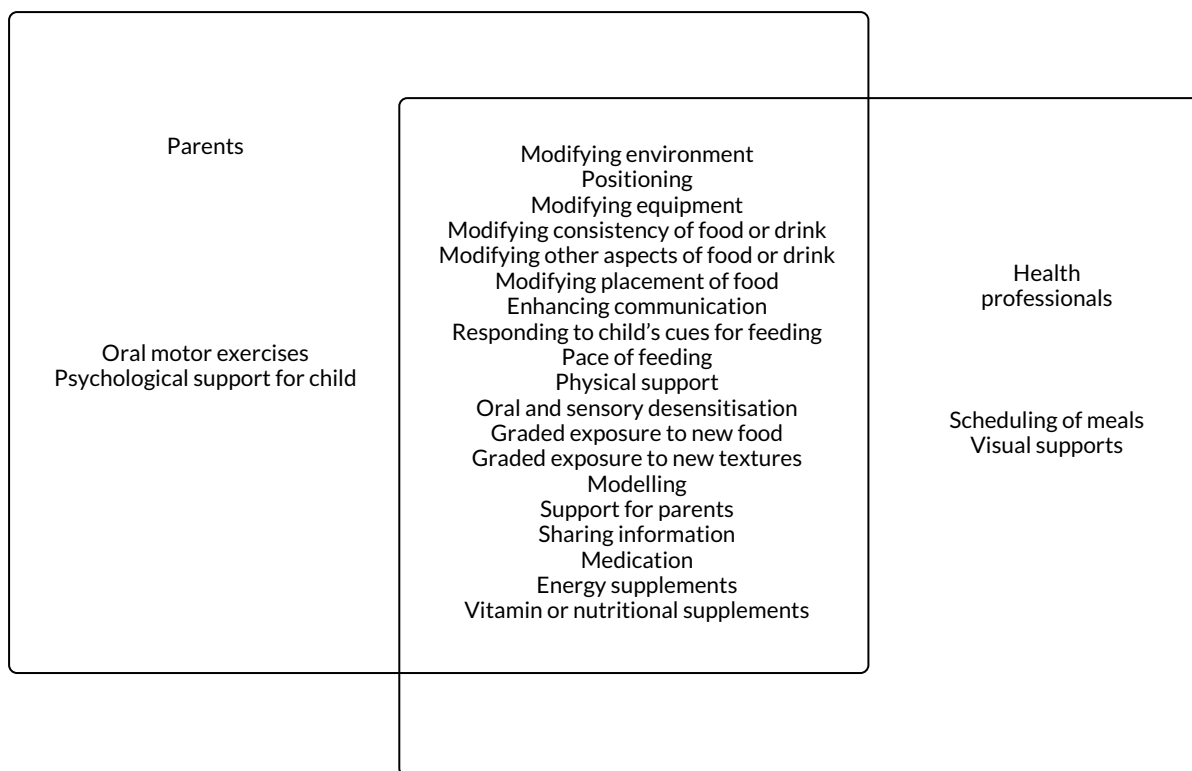 Parents
Oral motor exercises
Psychological support for child
Modifying environment
Positioning
Modifying equipment
Modifying consistency of food or drink
Modifying other aspects of food or drink
Modifying placement of food
Enhancing communication
Responding to child’s cues for feeding
Pace of feeding
Physical support
Oral and sensory desensitisation
Graded exposure to new food
Graded exposure to new textures
Modelling
Support for parents
Sharing information
Medication
Energy supplements
Vitamin or nutritional supplements
Health
professionals
Scheduling of meals
Visual supports